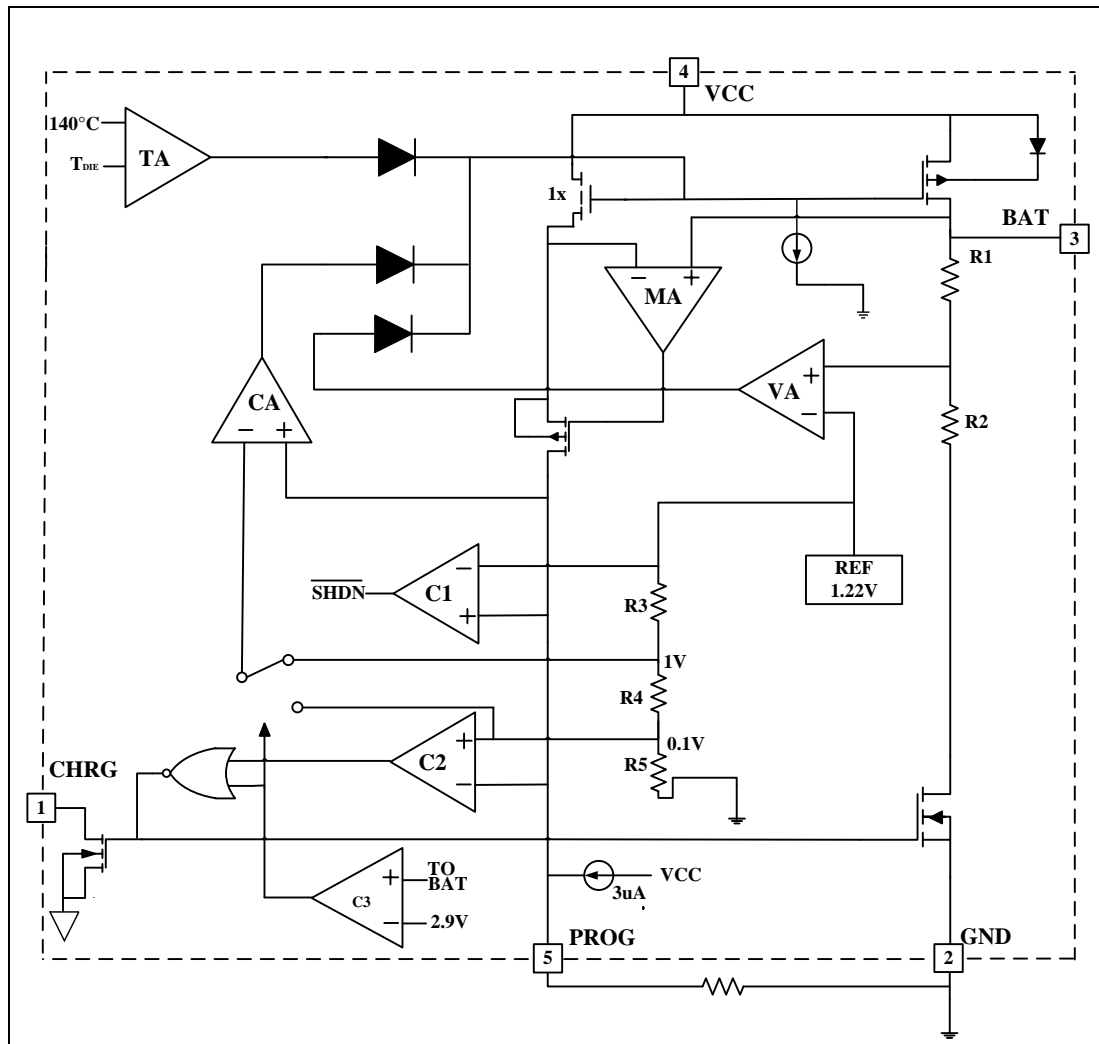 4
VCC
140°C
TDIE
TA
1x
BAT
3
R1
− +
MA
+
VA
−
R2
CA
− +
REF
1.22V
−
C1
+
SHDN
R3
1V
R4
0.1V
R5
+
C2
−
CHRG
1
TO
BAT
+
C3
−
2.9V
VCC
3uA
PROG
5
GND
2